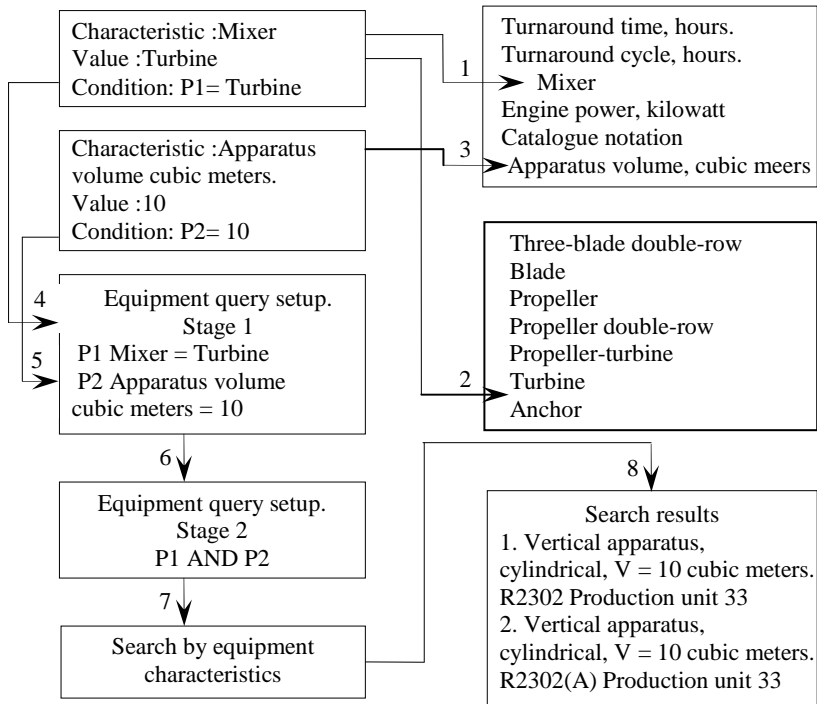 Characteristic :Mixer
Value :Turbine
Condition: P1= Turbine
1
Turnaround time, hours.
Turnaround cycle, hours.
Mixer
Engine power, kilowatt
Catalogue notation
Apparatus volume, cubic meers
Characteristic :Apparatus
volume cubic meters.
Value :10
Condition: P2= 10
3
Three-blade double-row
Blade
Propeller
Propeller double-row
Propeller-turbine
Turbine
Anchor
2
4
5
Equipment query setup.
Stage 1
P1 Mixer = Turbine
P2 Apparatus volume
cubic meters = 10
6
Equipment query setup.
Stage 2
P1 AND P2
7
Search by equipment
characteristics
8
Search results
1. Vertical apparatus,
cylindrical, V = 10 cubic meters.
R2302 Production unit 33
2. Vertical apparatus,
cylindrical, V = 10 cubic meters.
R2302(A) Production unit 33